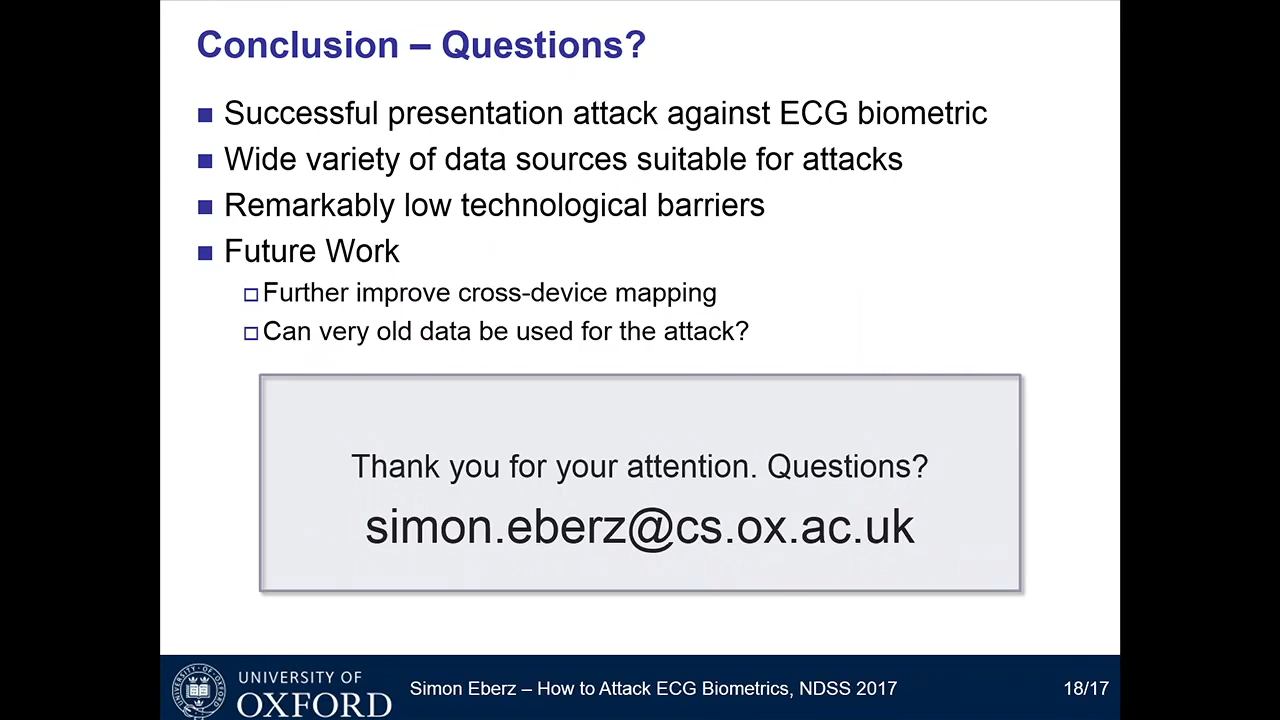 Conclusion – Questions?
Successful presentation attack against ECG biometric
Wide variety of data sources suitable for attacks
Remarkably low technological barriers
Future Work
Further improve cross-device mapping
Can very old data be used for the attack?
Thank you for your attention. Questions?
simon.eberz@cs.ox.ac.uk
UNIVERSITY OF
OXFORD
Simon Eberz – How to Attack ECG Biometrics, NDSS 2017
18/17